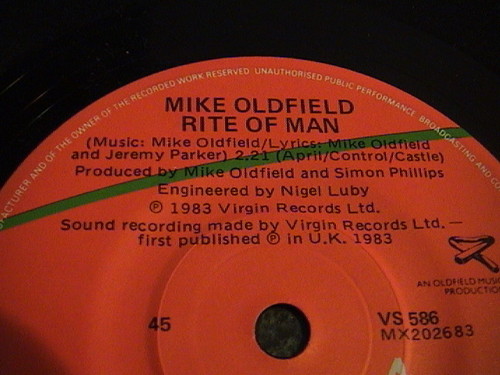 FACTURER AND OF THE OWNER OF THE RECORDED WORK RESERVED. UNAUTHORISED PUBLIC PERFORMANCE, BROADCASTING AND
MIKE OLDFIELD
RITE OF MAN
(Music: Mike Oldfield/Lyrics: Mike Oldfield
and Jeremy Parker) 2.21 (April/Control/Castle)
Produced by Mike Oldfield and Simon Phillips
Engineered by Nigel Luby
℗ 1983 Virgin Records Ltd.
Sound recording made by Virgin Records Ltd. —
first published ℗ in U.K. 1983
AN OLDFIELD MUSIC
PRODUCTION
45
VS 586
MX202683
A